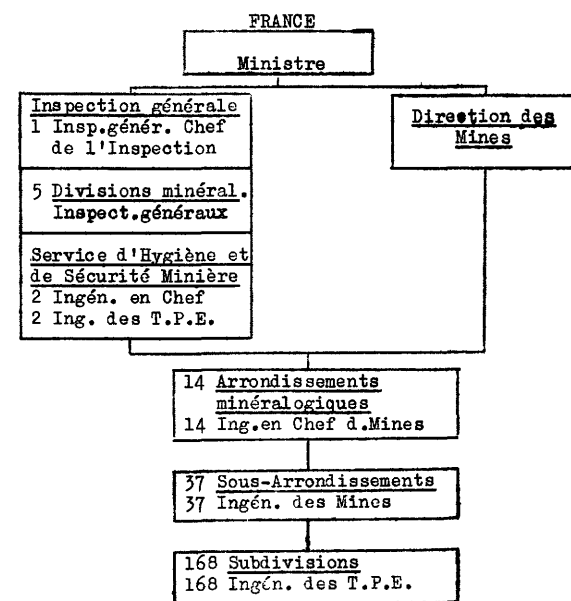 FRANCE
Ministre
Inspection générale
1 Insp.génér. Chef
de l'Inspection
5 Divisions minéral.
Inspect.généraux
Service d'Hygiène et
de Sécurité Minière
2 Ingén. en Chef
2 Ing. des T.P.E.
Direction des
Mines
14 Arrondissements
minéralogiques
14 Ing.en Chef d.Mines
37 Sous-Arrondissements
37 Ingén. des Mines
168 Subdivisions
168 Ingén. des T.P.E.